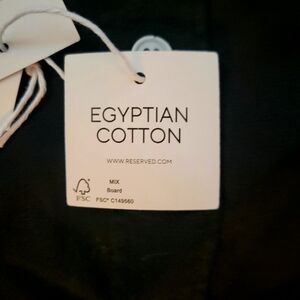 EGYPTIAN
COTTON
WWW.RESERVED.COM
MIX
Board
FSC
FSC® C149560